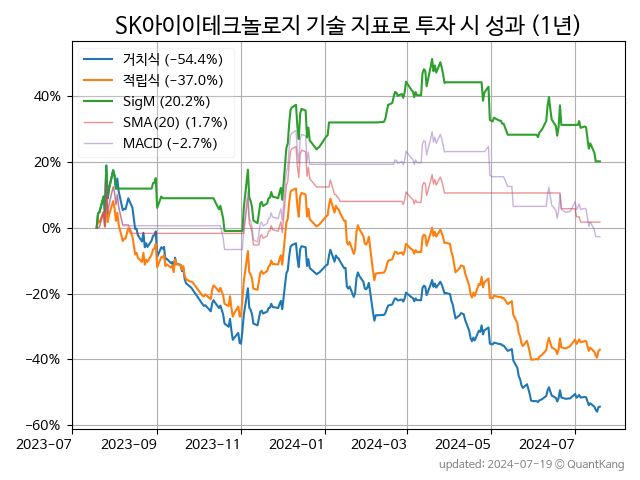 SK아이이테크놀로지 기술 지표로 투자 시 성과 (1년)
거치식 (−54.4%)
적립식 (−37.0%)
SigM (20.2%)
SMA(20) (1.7%)
MACD (−2.7%)
40%
20%
0%
−20%
−40%
−60%
2023-07 2023-09 2023-11 2024-01 2024-03 2024-05 2024-07
updated: 2024-07-19 © QuantKang